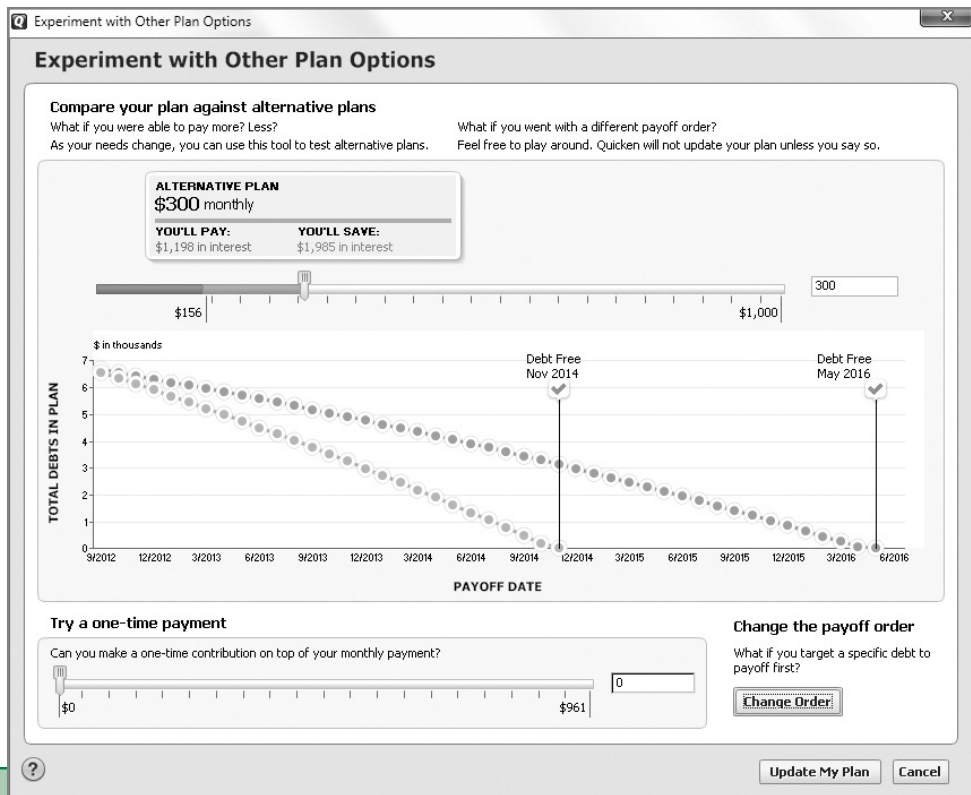 Experiment with Other Plan Options
Experiment with Other Plan Options
Compare your plan against alternative plans
What if you were able to pay more? Less?
As your needs change, you can use this tool to test alternative plans.
What if you went with a different payoff order?
Feel free to play around. Quicken will not update your plan unless you say so.
ALTERNATIVE PLAN
$300 monthly
YOU'LL PAY: YOU'LL SAVE:
$1,198 in interest $1,985 in interest
300
$156 $1,000
$ in thousands
Debt Free
Nov 2014
Debt Free
May 2016
TOTAL DEBTS IN PLAN
7
6
5
4
3
2
1
0
9/2012 12/2012 3/2013 6/2013 9/2013 12/2013 3/2014 6/2014 9/2014 12/2014 3/2015 6/2015 9/2015 12/2015 3/2016 6/2016
PAYOFF DATE
Try a one-time payment
Can you make a one-time contribution on top of your monthly payment?
0
$0 $961
Change the payoff order
What if you target a specific debt to
payoff first?
Change Order
?
Update My Plan Cancel